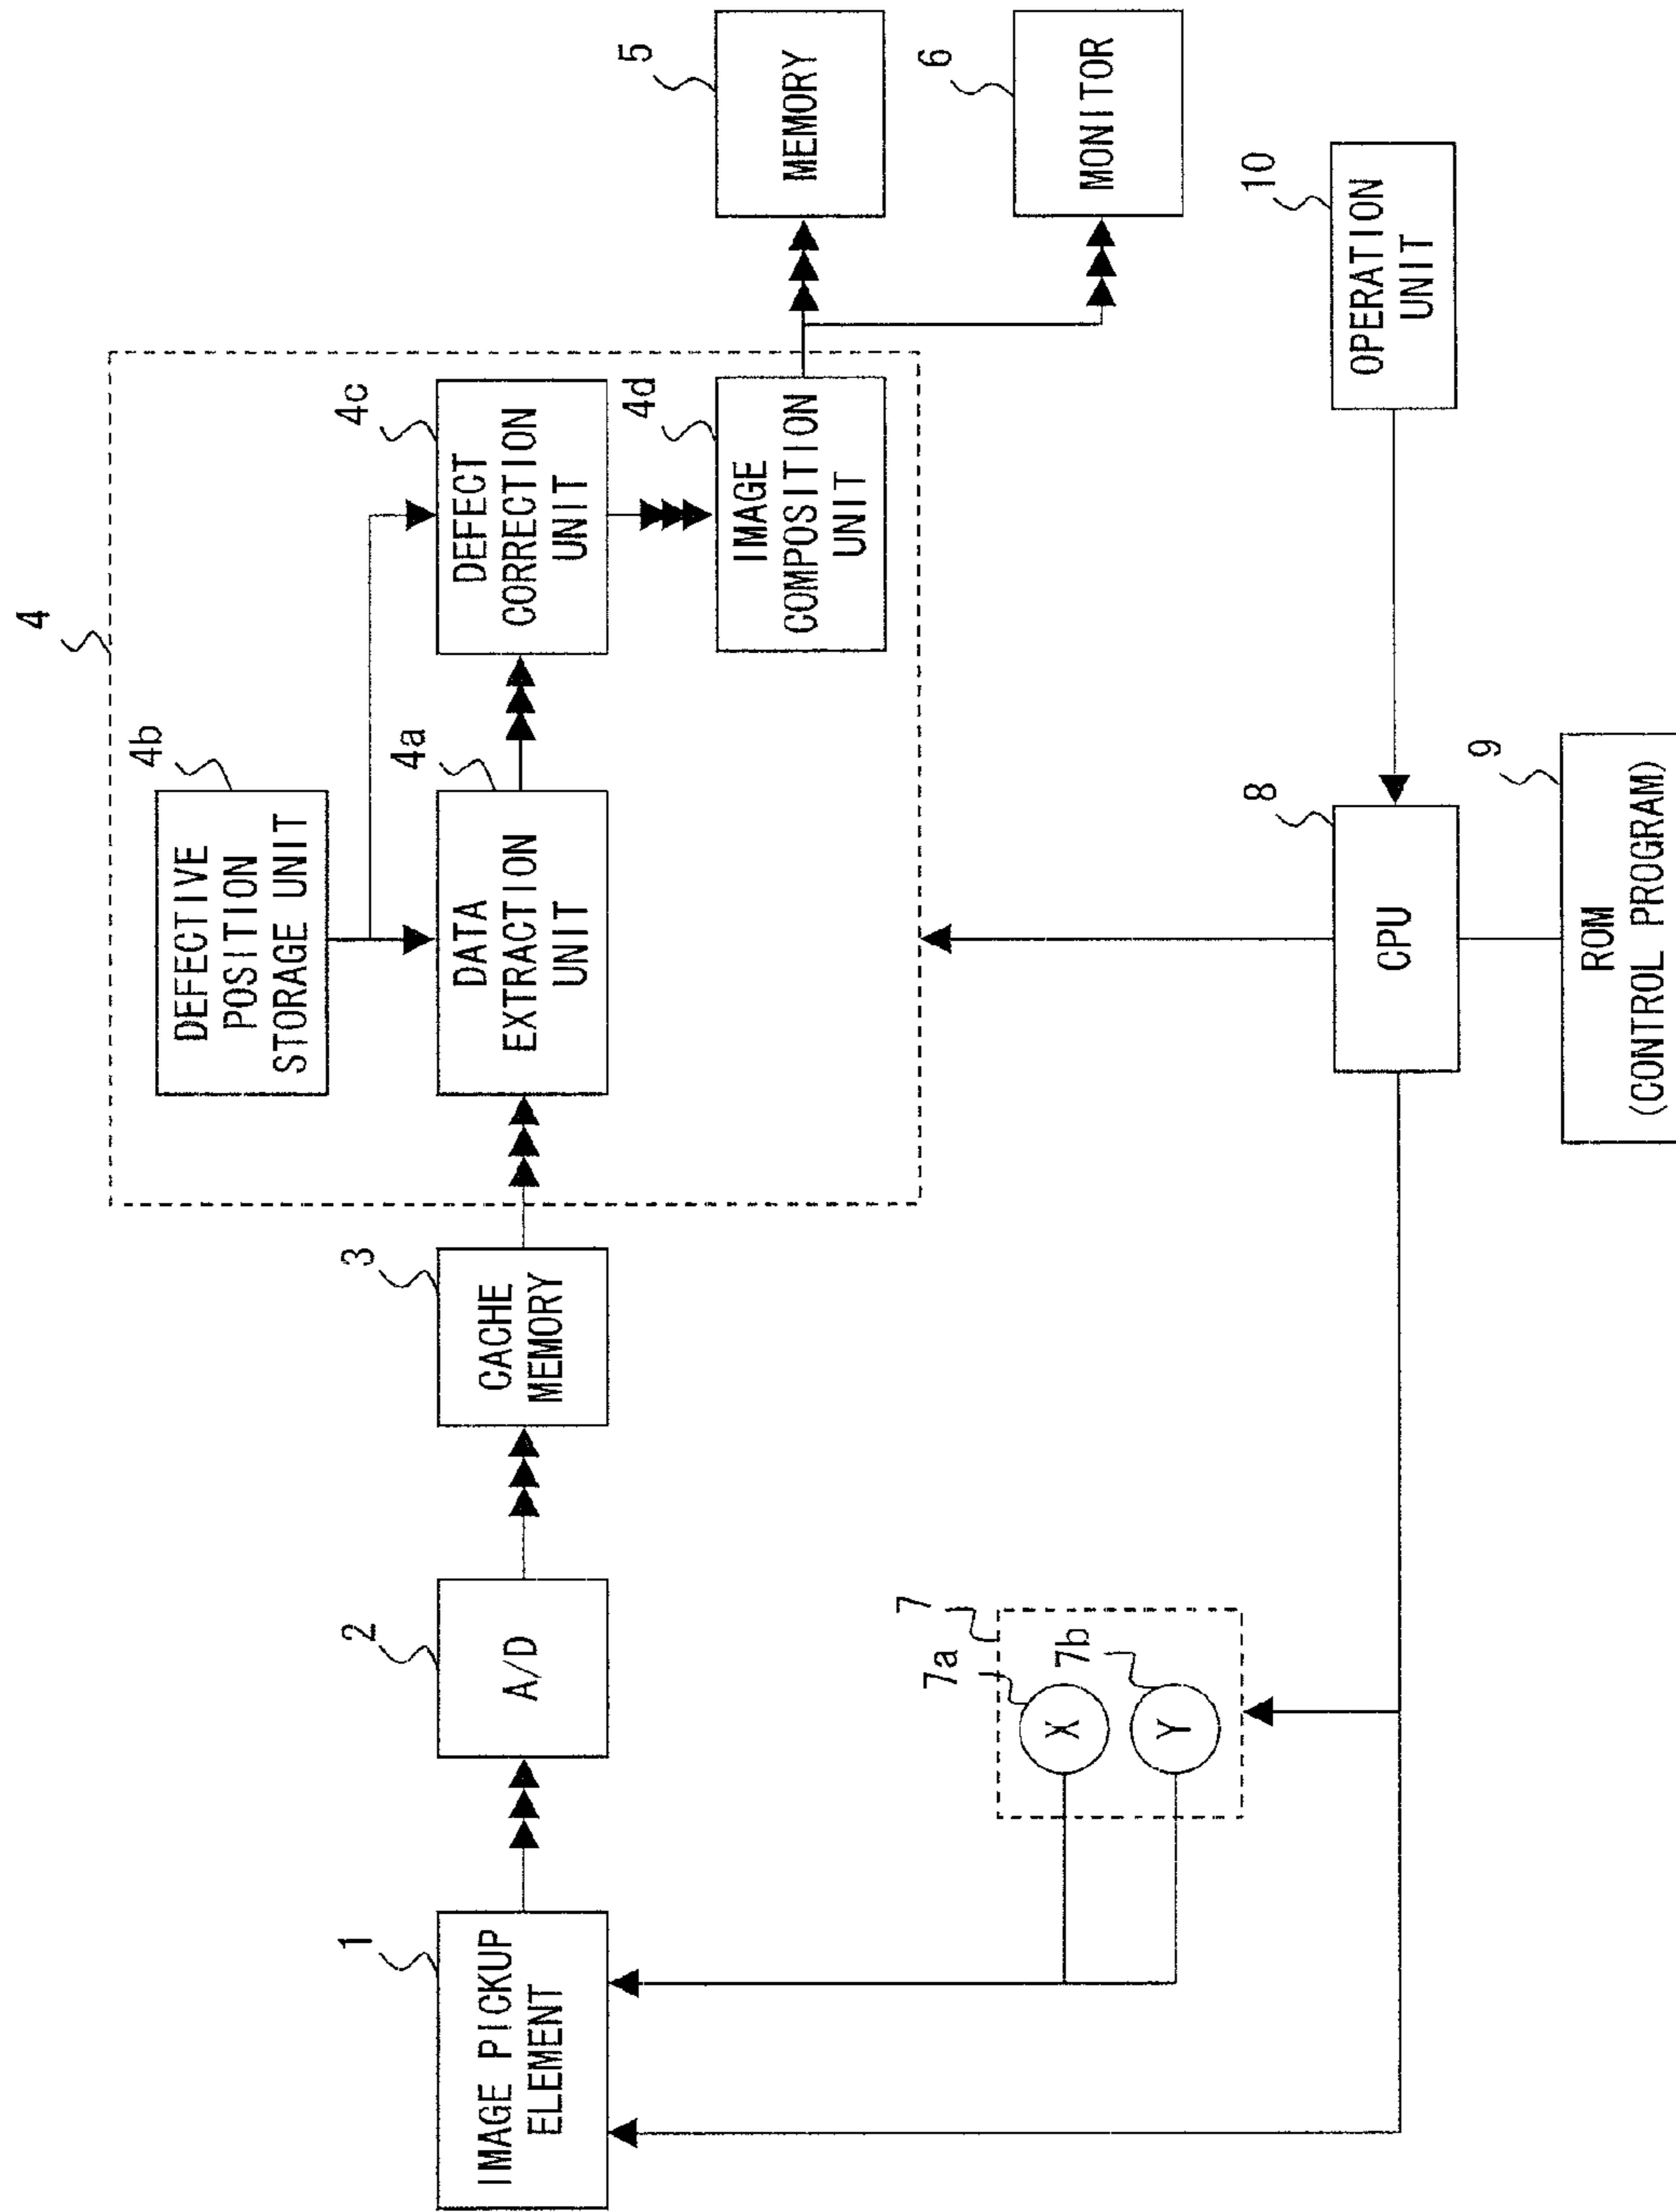 4
4b
DEFECTIVE
POSITION
STORAGE UNIT
4c
DEFECT
CORRECTION
UNIT
4a
DATA
EXTRACTION
UNIT
4d
IMAGE
COMPOSITION
UNIT
1
IMAGE PICKUP
ELEMENT
2
A/D
3
CACHE
MEMORY
5
MEMORY
6
MONITOR
7
7a
X
7b
Y
8
CPU
10
OPERATION
UNIT
9
ROM
(CONTROL PROGRAM)